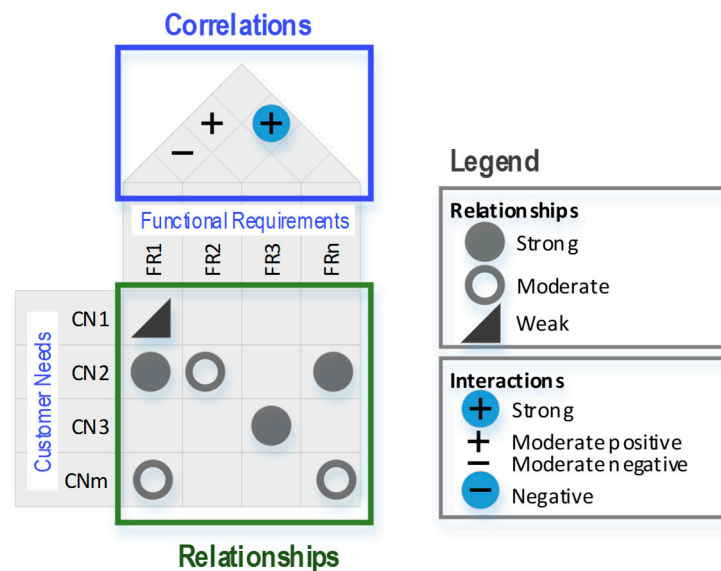 Correlations
+
+
−
Functional Requirements
FR1
FR2
FR3
FRn
Customer Needs
CN1
CN2
CN3
CNm
Relationships
Legend
Relationships
Strong
Moderate
Weak
Interactions
+ Strong
+ Moderate positive
− Moderate negative
− Negative